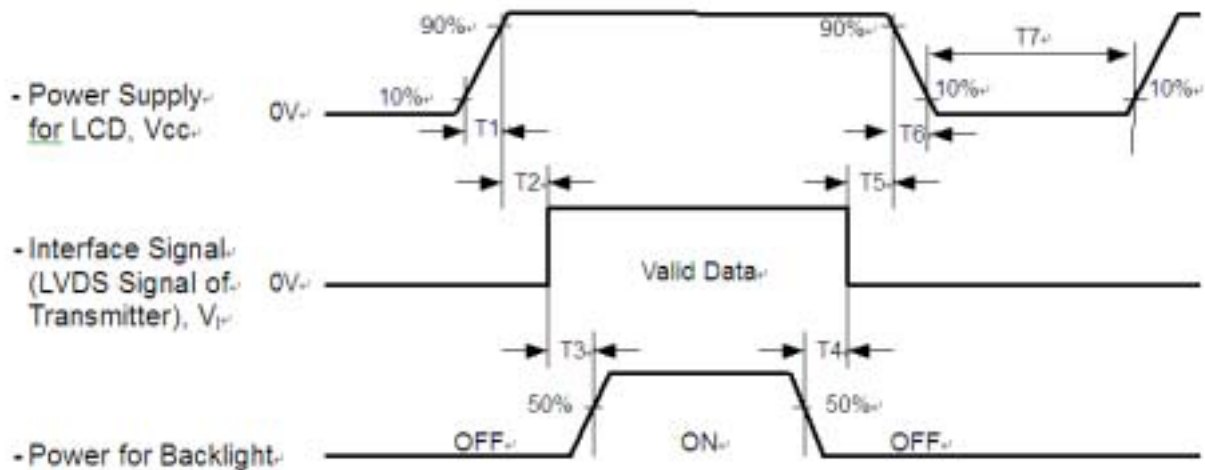 90%
90%
T7
- Power Supply
for LCD, Vcc
0V
10%
10%
10%
T1
T6
T2
T5
- Interface Signal
(LVDS Signal of
Transmitter), VI
0V
Valid Data
T3
T4
50%
50%
- Power for Backlight
OFF
ON
OFF